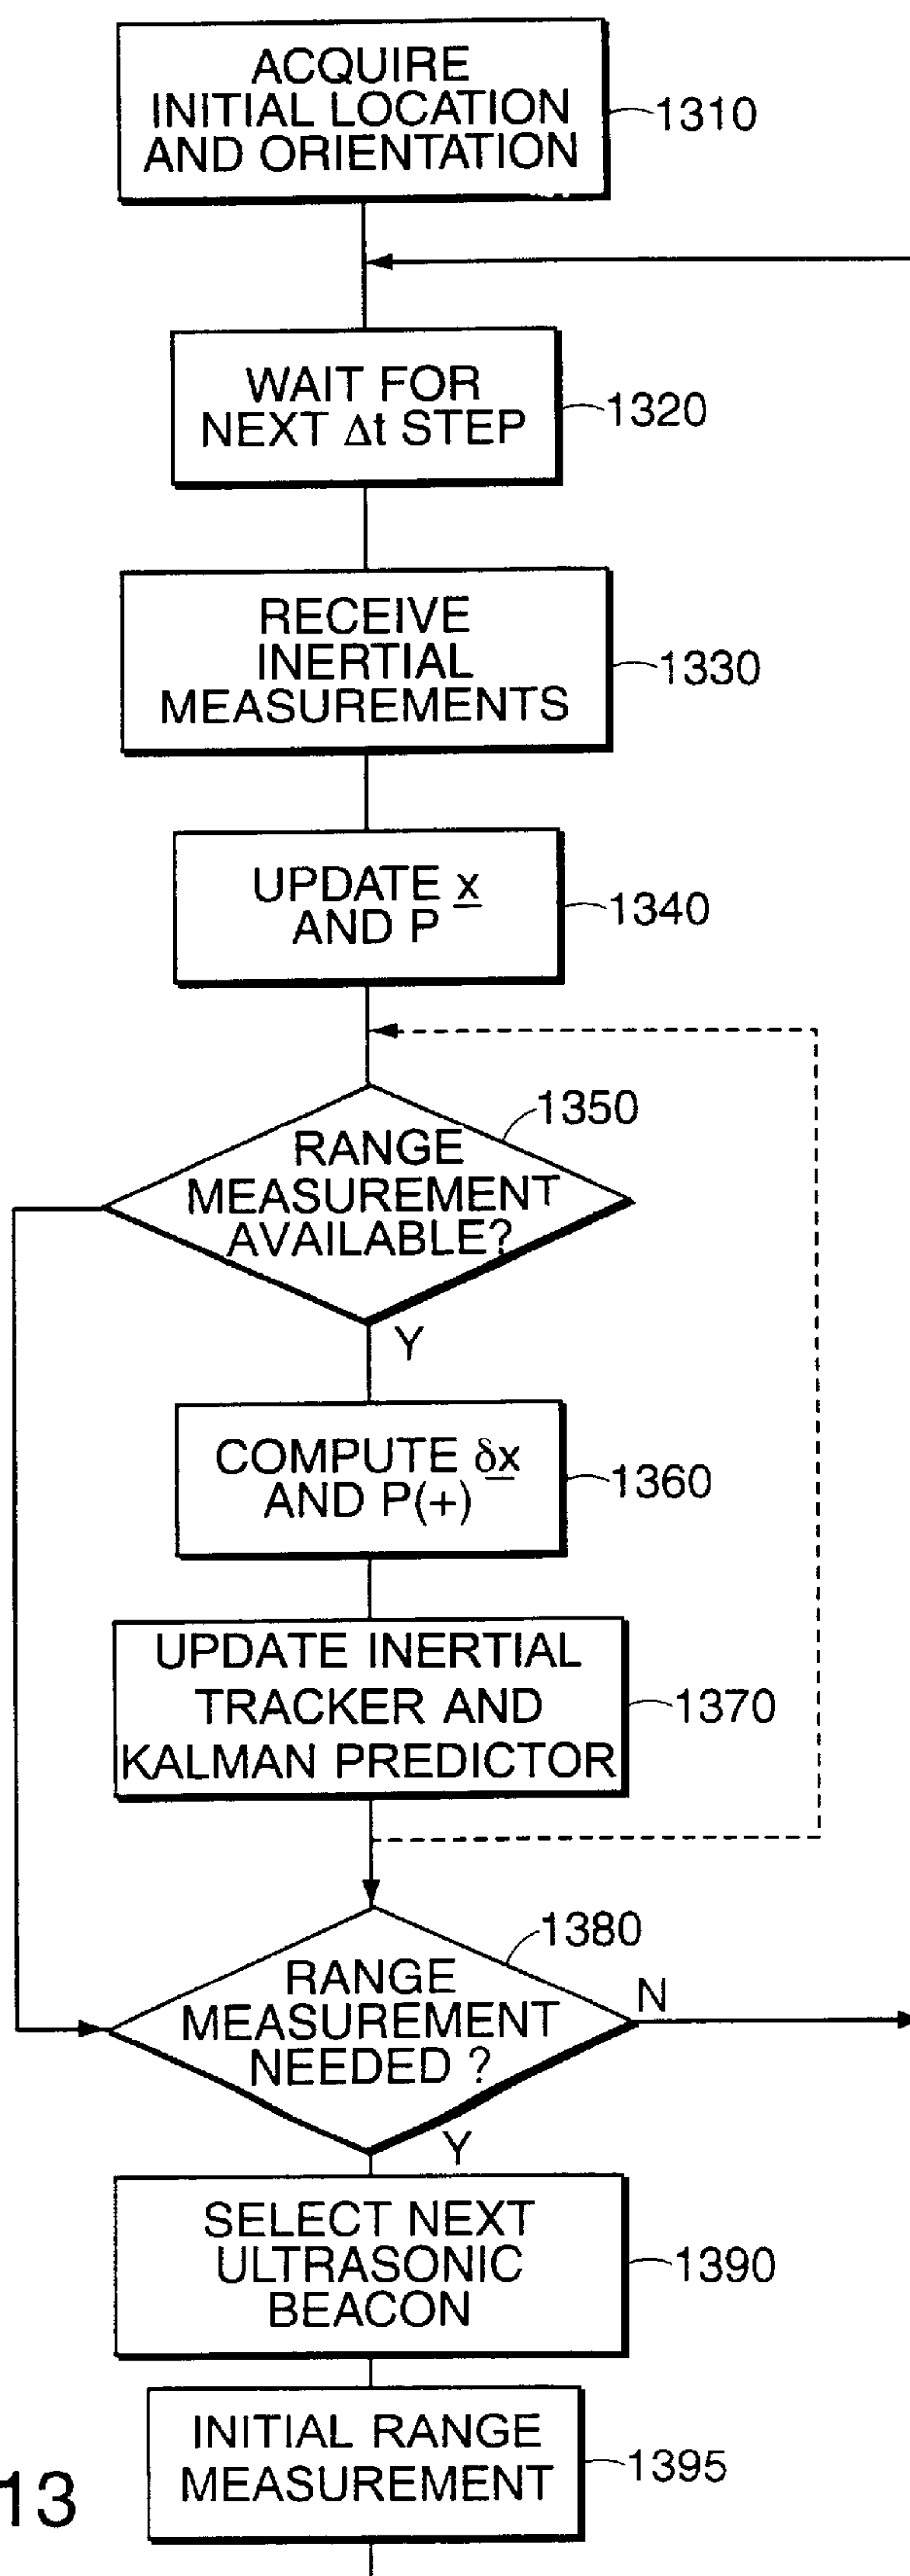 ACQUIRE
INITIAL LOCATION
AND ORIENTATION
1310
WAIT FOR
NEXT Δt STEP
1320
RECEIVE
INERTIAL
MEASUREMENTS
1330
UPDATE x
AND P
1340
1350
RANGE
MEASUREMENT
AVAILABLE?
Y
COMPUTE δx
AND P(+)
1360
UPDATE INERTIAL
TRACKER AND
KALMAN PREDICTOR
1370
1380
RANGE
MEASUREMENT
NEEDED ?
N
Y
SELECT NEXT
ULTRASONIC
BEACON
1390
INITIAL RANGE
MEASUREMENT
1395
13